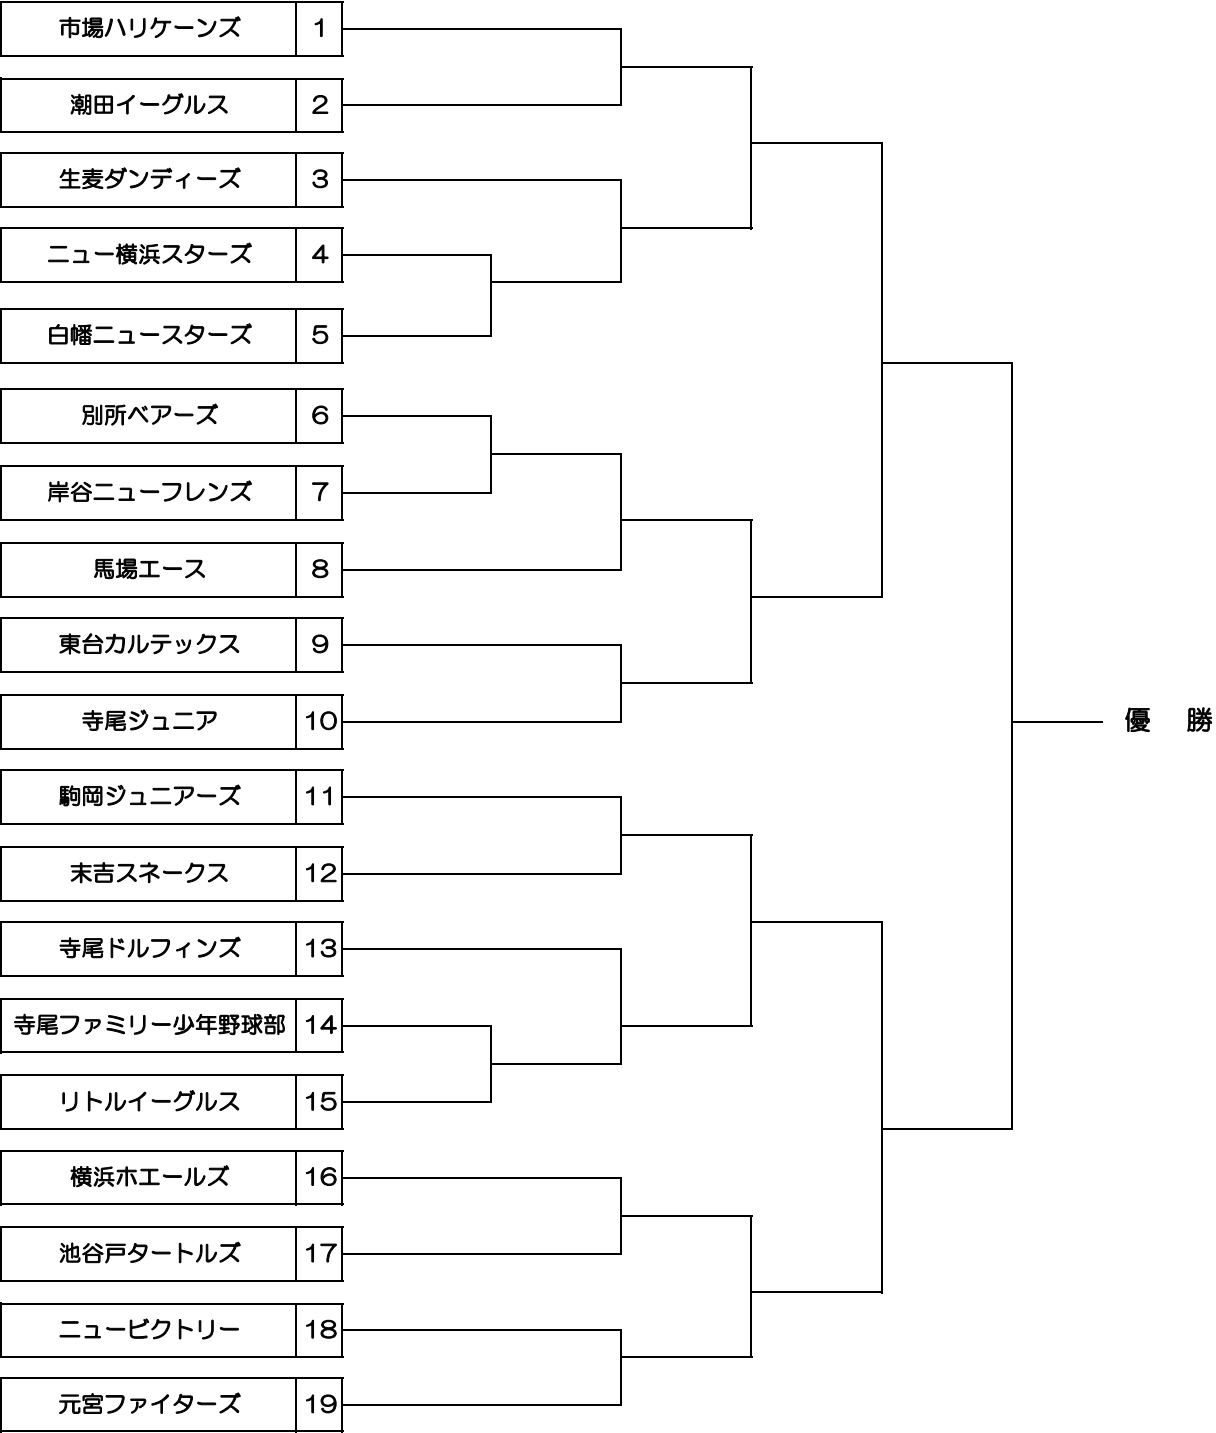 市場ハリケーンズ 1
潮田イーグルス 2
生麦ダンディーズ 3
ニュー横浜スターズ 4
白幡ニュースターズ 5
別所ベアーズ 6
岸谷ニューフレンズ 7
馬場エース 8
東台カルテックス 9
寺尾ジュニア 10
優 勝
駒岡ジュニアーズ 11
末吉スネークス 12
寺尾ドルフィンズ 13
寺尾ファミリー少年野球部 14
リトルイーグルス 15
横浜ホエールズ 16
池谷戸タートルズ 17
ニュービクトリー 18
元宮ファイターズ 19